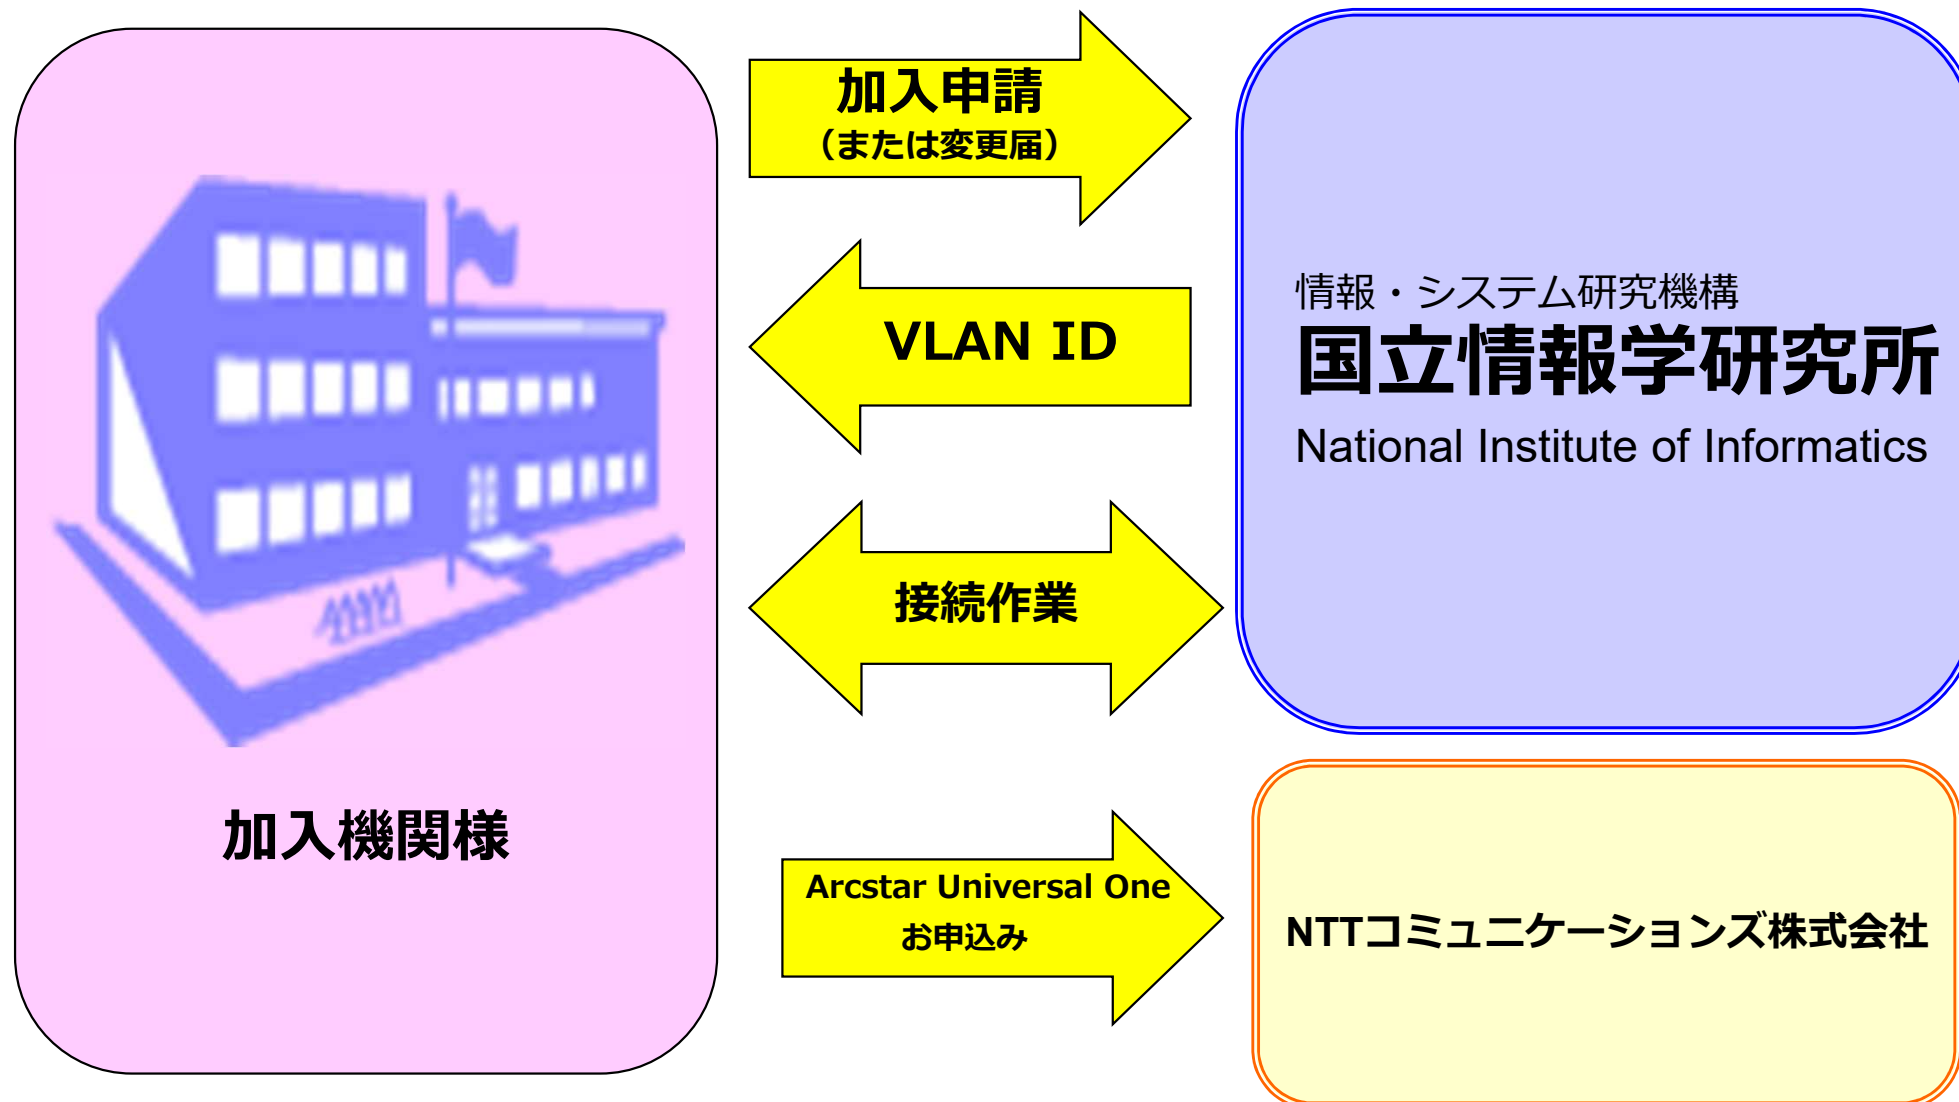 加入申請
（または変更届）
VLAN ID
接続作業
Arcstar Universal One
お申込み
加入機関様
情報・システム研究機構
国立情報学研究所
National Institute of Informatics
NTTコミュニケーションズ株式会社